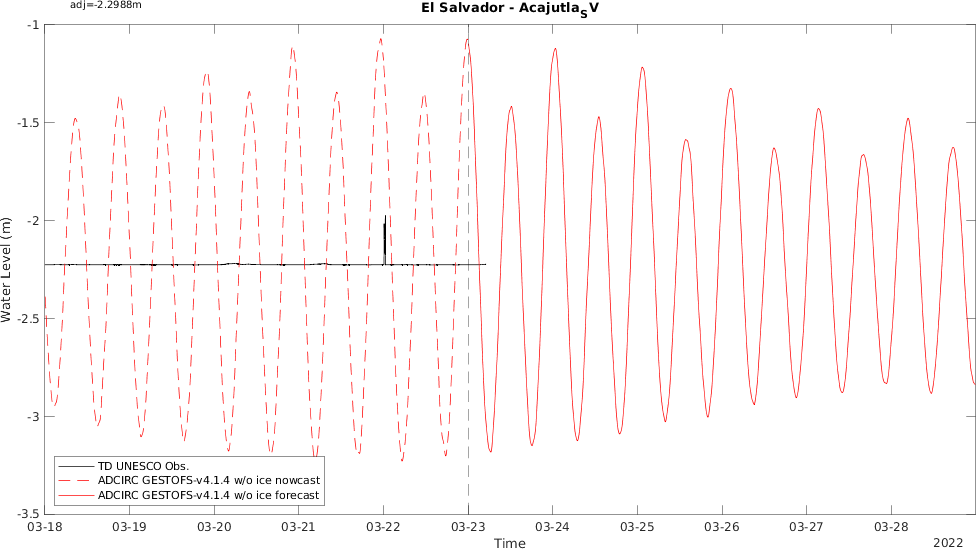 adj=-2.2988m
El Salvador - Acajutla_SV
-1
-1.5
-2
-2.5
-3
-3.5
Water Level (m)
TD UNESCO Obs.
ADCIRC GESTOFS-v4.1.4 w/o ice nowcast
ADCIRC GESTOFS-v4.1.4 w/o ice forecast
03-18 03-19 03-20 03-21 03-22 03-23 03-24 03-25 03-26 03-27 03-28
Time
2022